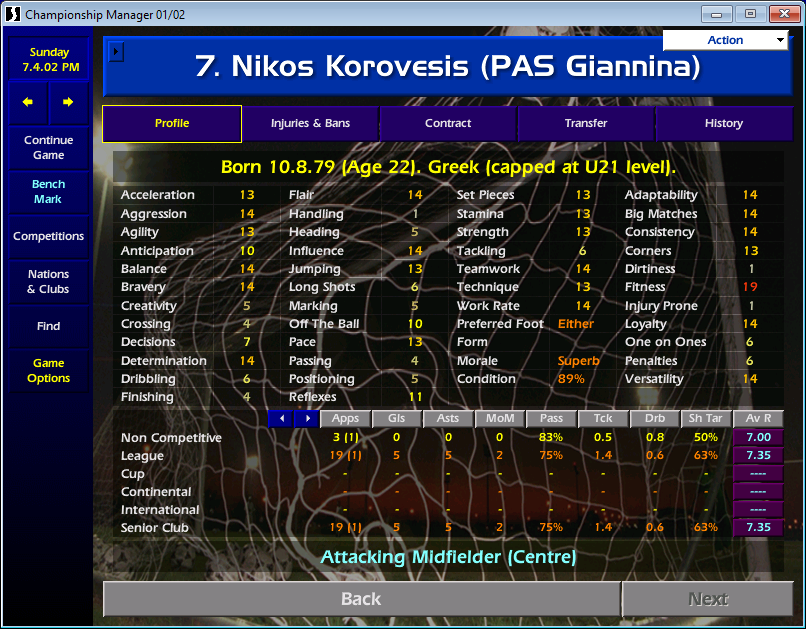 Championship Manager 01/02
Action
Sunday
7.4.02 PM
7. Nikos Korovesis (PAS Giannina)
Continue
Game
Bench
Mark
Competitions
Nations
& Clubs
Find
Game
Options
Profile Injuries & Bans Contract Transfer History
Born 10.8.79 (Age 22). Greek (capped at U21 level).
Acceleration 13 Flair 14 Set Pieces 13 Adaptability 14
Aggression 14 Handling 1 Stamina 13 Big Matches 14
Agility 13 Heading 5 Strength 13 Consistency 14
Anticipation 10 Influence 14 Tackling 6 Corners 13
Balance 14 Jumping 13 Teamwork 14 Dirtiness 1
Bravery 14 Long Shots 6 Technique 13 Fitness 19
Creativity 5 Marking 5 Work Rate 14 Injury Prone 1
Crossing 4 Off The Ball 10 Preferred Foot Either Loyalty 14
Decisions 7 Pace 13 Form One on Ones 6
Determination 14 Passing 4 Morale Superb Penalties 6
Dribbling 6 Positioning 5 Condition 89% Versatility 14
Finishing 4 Reflexes 11
Apps Gls Asts MoM Pass Tck Drb Sh Tar Av R
Non Competitive 3 (1) 0 0 0 83% 0.5 0.8 50% 7.00
League 19 (1) 5 5 2 75% 1.4 0.6 63% 7.35
Cup - - - - - - - - ----
Continental - - - - - - - - ----
International - - - - - - - - ----
Senior Club 19 (1) 5 5 2 75% 1.4 0.6 63% 7.35
Attacking Midfielder (Centre)
Back Next